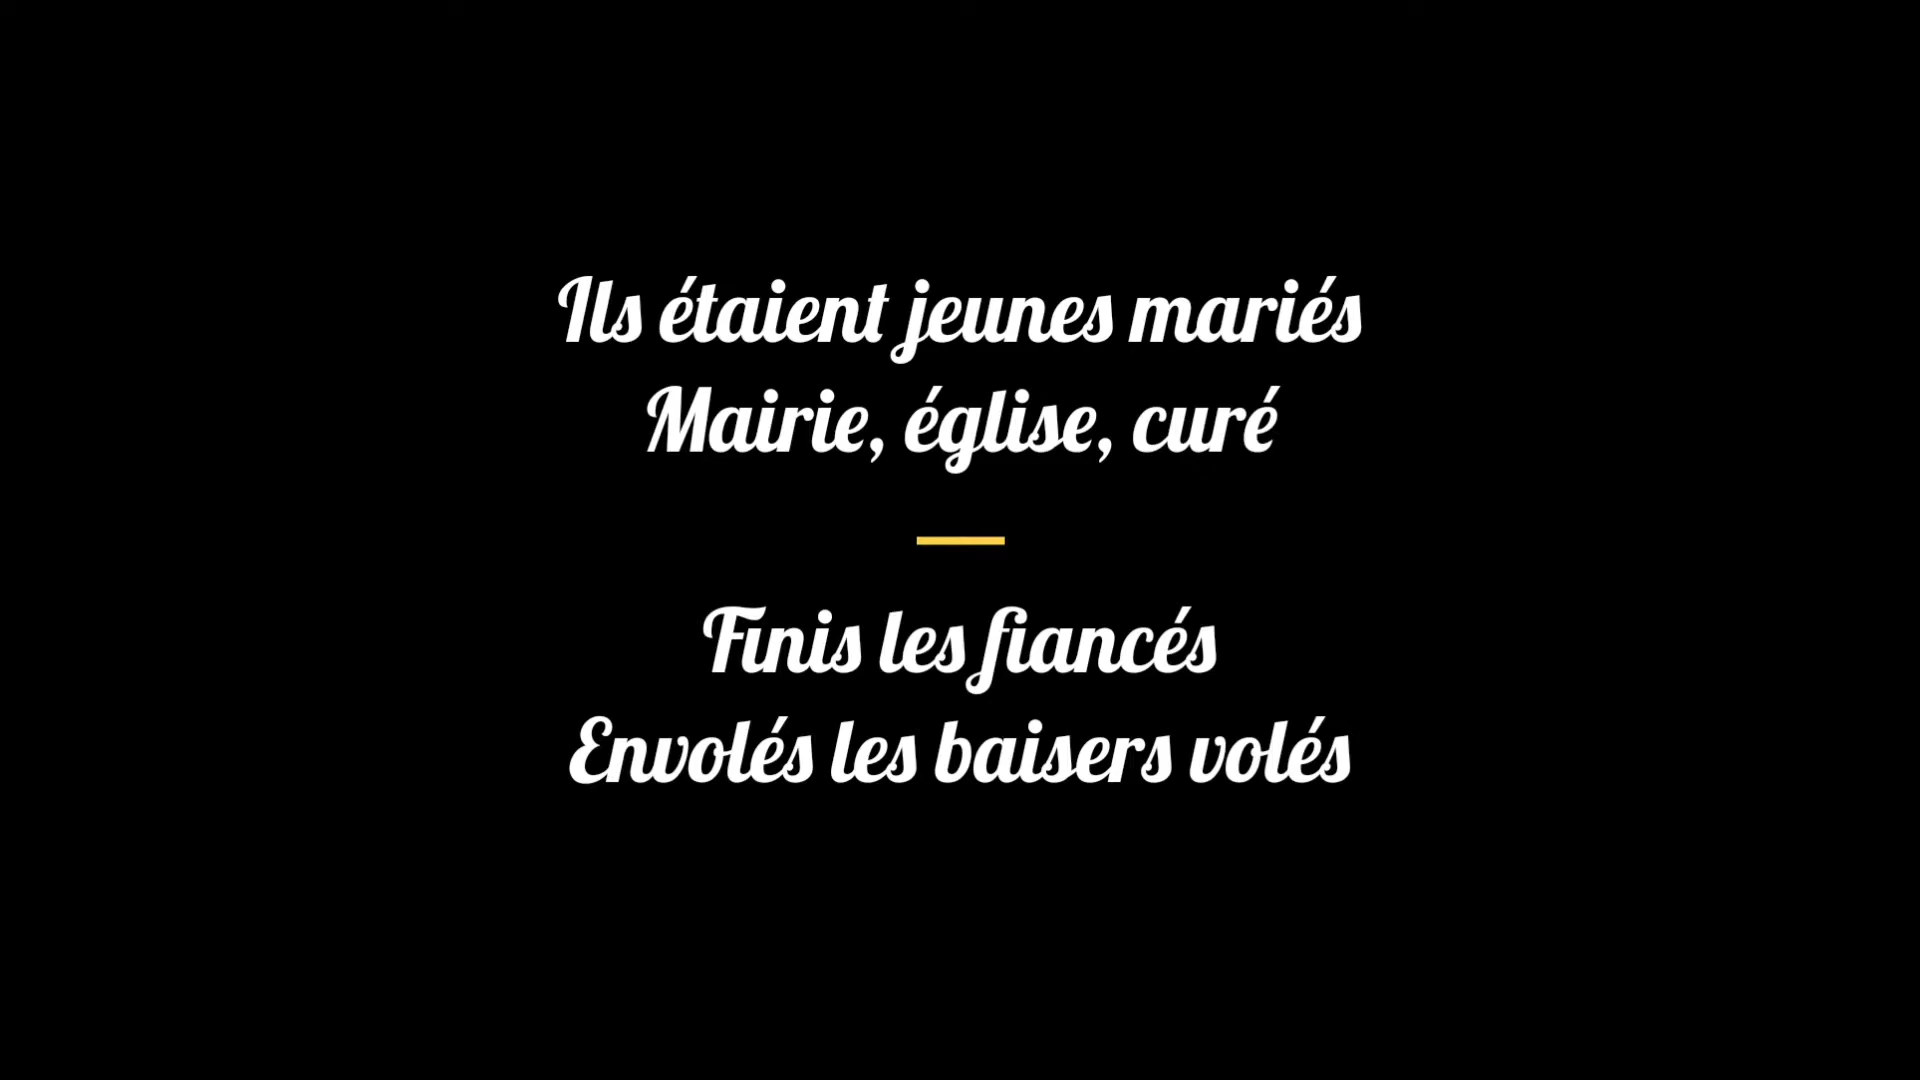 Ils étaient jeunes mariés
Mairie, église, curé
Finis les fiancés
Envolés les baisers volés